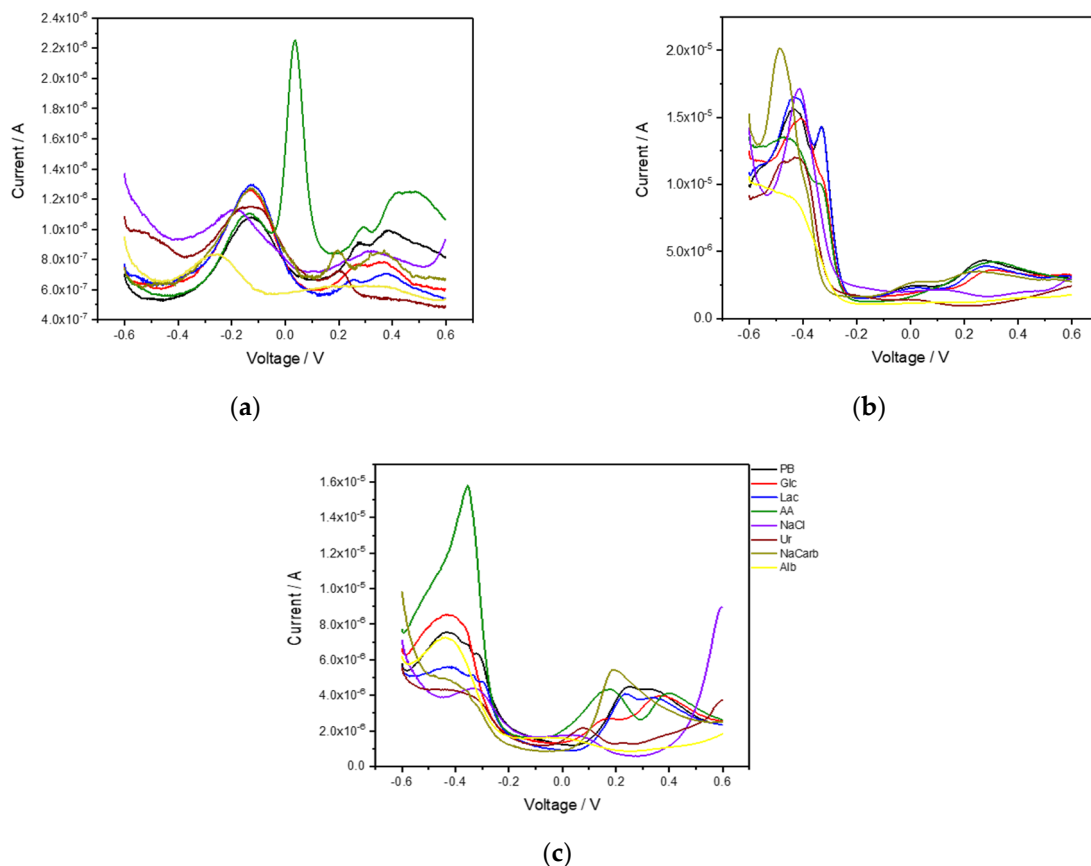 2.4x10⁻⁶
2.2x10⁻⁶
2.0x10⁻⁶
1.8x10⁻⁶
1.6x10⁻⁶
1.4x10⁻⁶
1.2x10⁻⁶
1.0x10⁻⁶
8.0x10⁻⁷
6.0x10⁻⁷
4.0x10⁻⁷
Current / A
-0.6 -0.4 -0.2 0.0 0.2 0.4 0.6
Voltage / V
(a)
2.0x10⁻⁵
1.5x10⁻⁵
1.0x10⁻⁵
5.0x10⁻⁶
0.0
Current / A
-0.6 -0.4 -0.2 0.0 0.2 0.4 0.6
Voltage / V
(b)
1.6x10⁻⁵
1.4x10⁻⁵
1.2x10⁻⁵
1.0x10⁻⁵
8.0x10⁻⁶
6.0x10⁻⁶
4.0x10⁻⁶
2.0x10⁻⁶
0.0
Current / A
-0.6 -0.4 -0.2 0.0 0.2 0.4 0.6
Voltage / V
PB
Glc
Lac
AA
NaCl
Ur
NaCarb
Alb
(c)